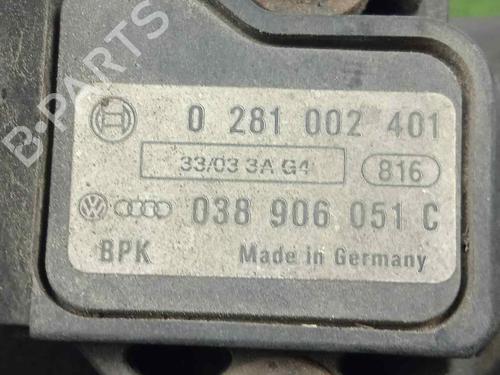 B-PARTS
0 281 002 401
33/03 3A G4
816
038 906 051 C
BPK Made in Germany